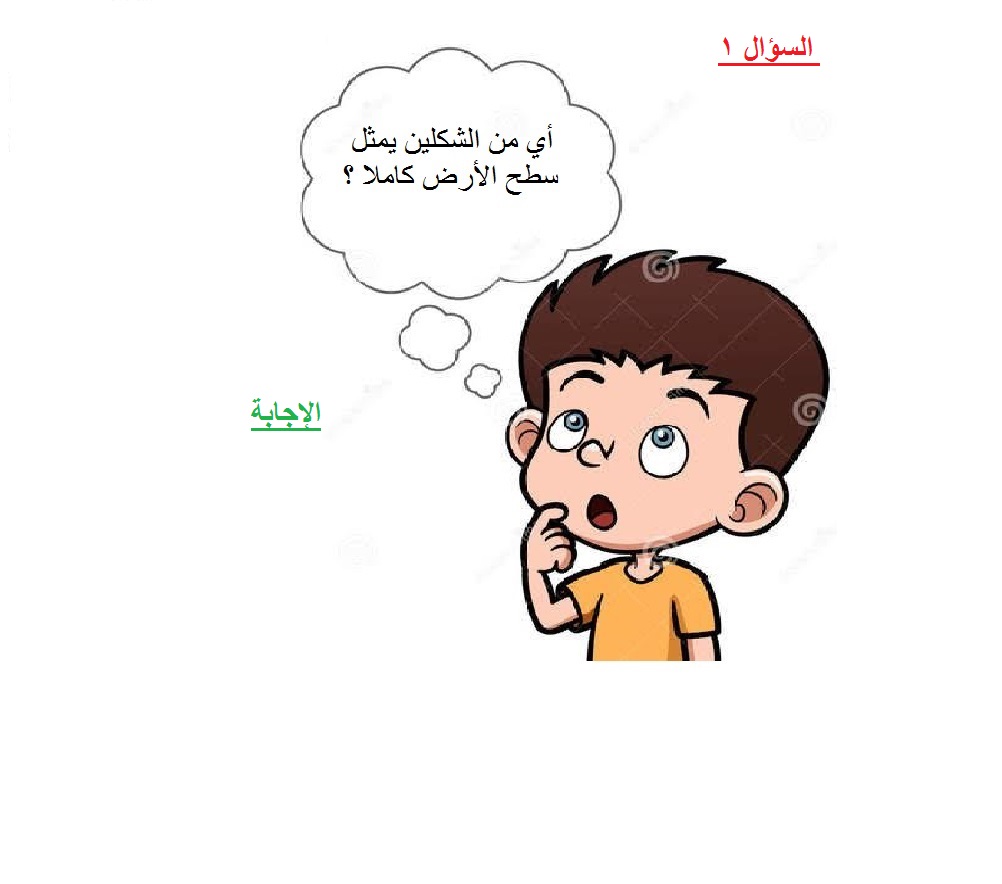 السؤال ١
أي من الشكلين يمثل
سطح الأرض كاملا ؟
الإجابة